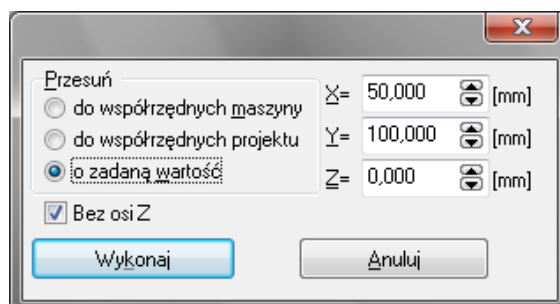 Przesuń
do współrzędnych maszyny
do współrzędnych projektu
o zadaną wartość
X= 50,000 [mm]
Y= 100,000 [mm]
Z= 0,000 [mm]
Bez osi Z
Wykonaj
Anuluj